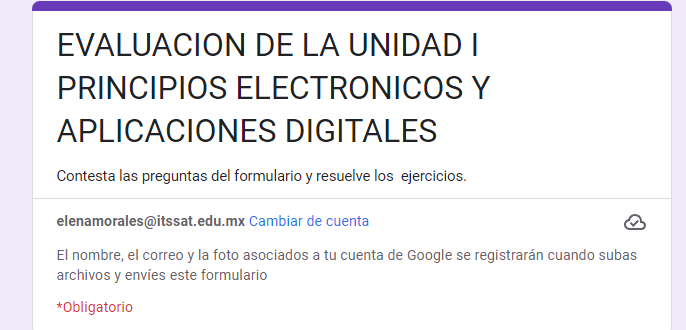 EVALUACION DE LA UNIDAD I
PRINCIPIOS ELECTRONICOS Y
APLICACIONES DIGITALES
Contesta las preguntas del formulario y resuelve los  ejercicios.
elenamorales@itssat.edu.mx Cambiar de cuenta
El nombre, el correo y la foto asociados a tu cuenta de Google se registrarán cuando subas
archivos y envíes este formulario
*Obligatorio